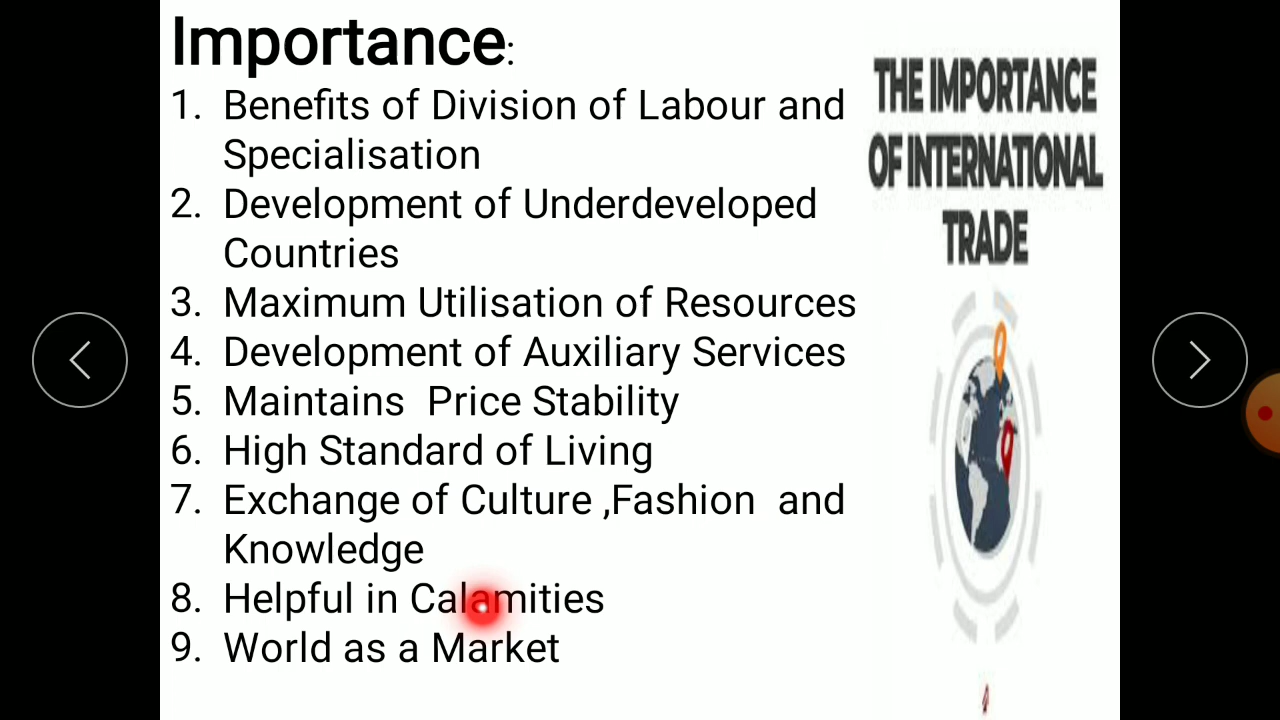 Importance:
1. Benefits of Division of Labour and
Specialisation
2. Development of Underdeveloped
Countries
3. Maximum Utilisation of Resources
4. Development of Auxiliary Services
5. Maintains  Price Stability
6. High Standard of Living
7. Exchange of Culture ,Fashion  and
Knowledge
8. Helpful in Calamities
9. World as a Market
THE IMPORTANCE
OF INTERNATIONAL
TRADE
4